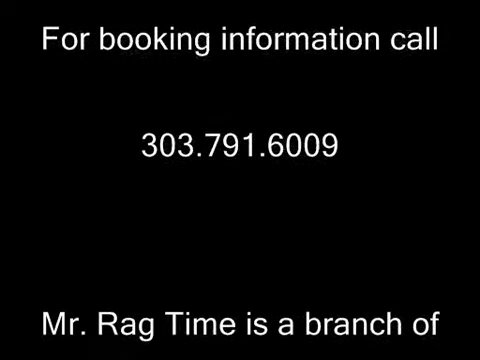 For booking information call
303.791.6009
Mr. Rag Time is a branch of